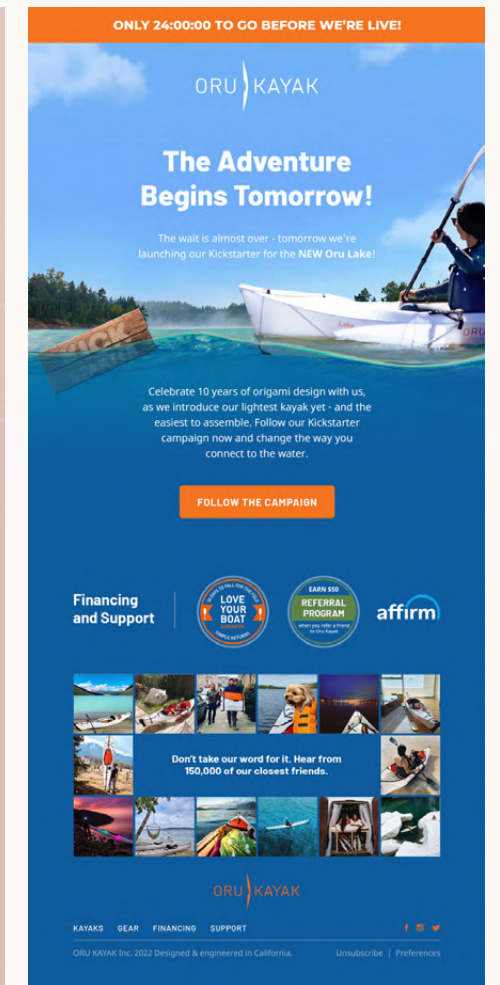 ONLY 24:00:00 TO GO BEFORE WE'RE LIVE!
ORU KAYAK
The Adventure
Begins Tomorrow!
The wait is almost over - tomorrow we're
launching our Kickstarter for the NEW Oru Lake!
Lake
ORU
KICK
Celebrate 10 years of origami design with us,
as we introduce our lightest kayak yet - and the
easiest to assemble. Follow our Kickstarter
campaign now and change the way you
connect to the water.
FOLLOW THE CAMPAIGN
Financing
and Support
LOVE
YOUR
BOAT
GUARANTEE
SIMPLE RETURNS
EARN $50
REFERRAL
PROGRAM
when you refer a friend
to Oru Kayak
affirm
Don't take our word for it. Hear from
150,000 of our closest friends.
ORU KAYAK
KAYAKS GEAR FINANCING SUPPORT
ORU KAYAK Inc. 2022 Designed & engineered in California. Unsubscribe | Preferences